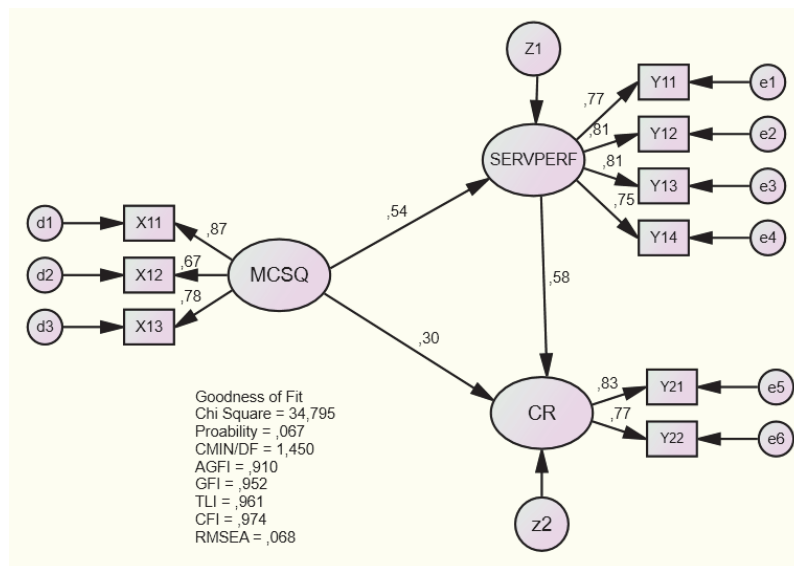 Z1
Y11
e1
,77
Y12
e2
,81
SERVPERF
Y13
e3
,81
,75
Y14
e4
d1
X11
,87
,54
d2
X12
,67
MCSQ
,58
d3
X13
,78
,30
Y21
e5
,83
CR
,77
Y22
e6
z2
Goodness of Fit
Chi Square = 34,795
Proability = ,067
CMIN/DF = 1,450
AGFI = ,910
GFI = ,952
TLI = ,961
CFI = ,974
RMSEA = ,068